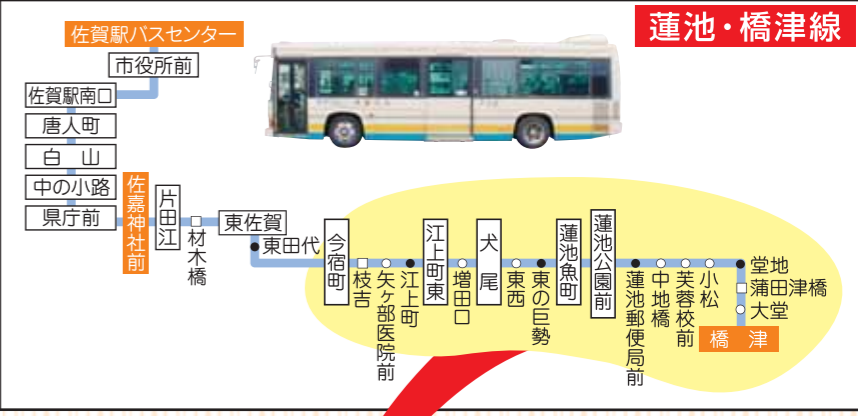 蓮池・橋津線
佐賀駅バスセンター
市役所前
佐賀駅南口
唐人町
白 山
中の小路
県庁前
佐嘉神社前
片田江
材木橋
東佐賀
東田代
今宿町
枝吉
矢ヶ部医院前
江上町
江上町東
増田口
犬尾
東西
東の巨勢
蓮池魚町
蓮池公園前
蓮池郵便局前
中地橋
芙蓉校前
小松
堂地
蒲田津橋
大堂
橋 津